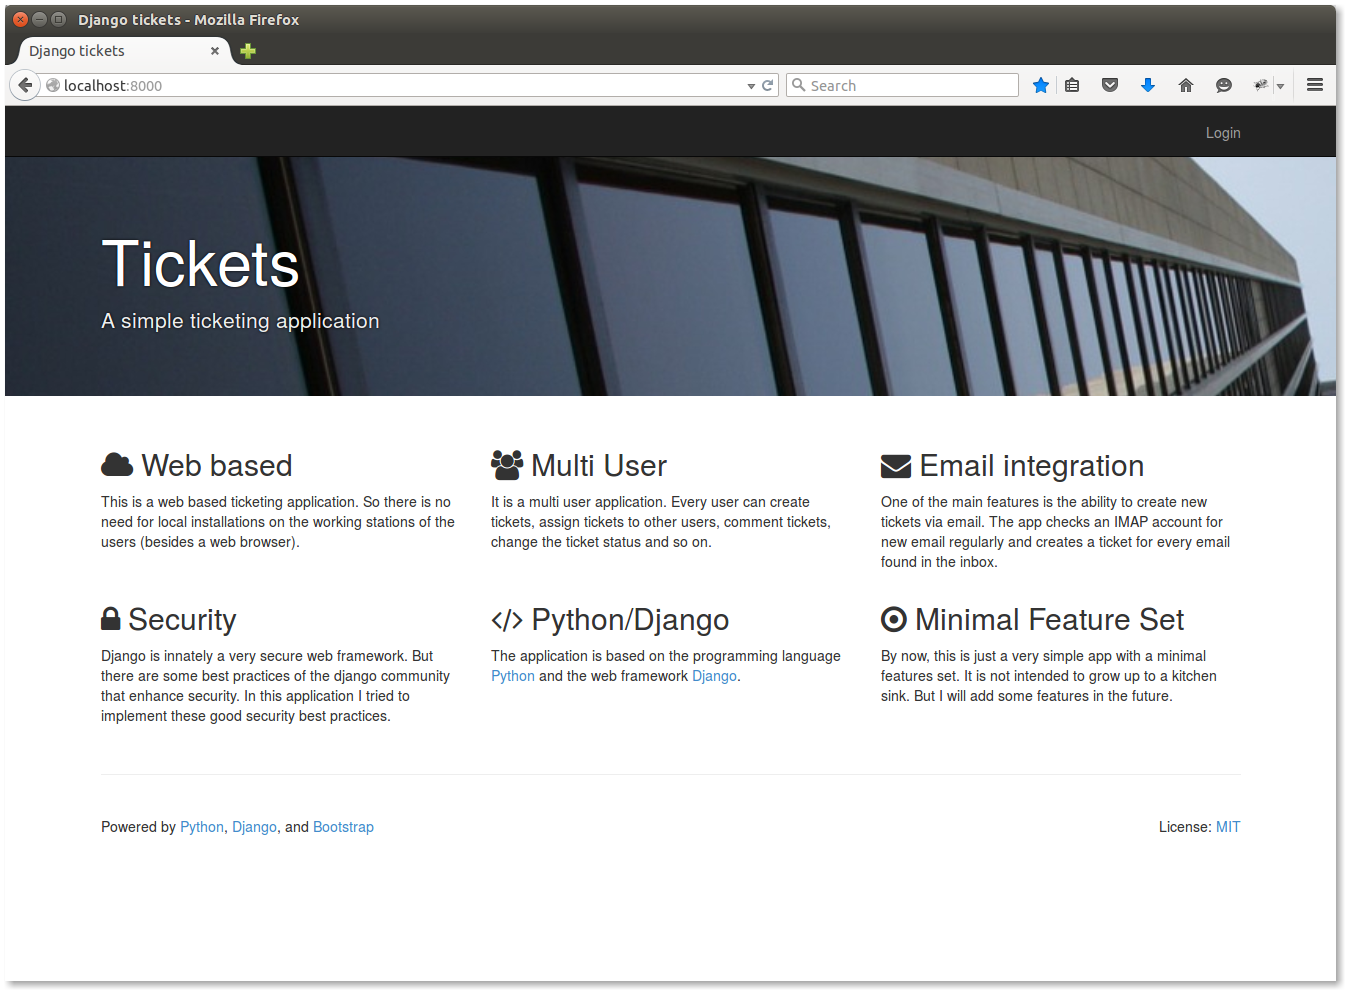 Django tickets - Mozilla Firefox
Django tickets
localhost:8000
Search
Login
Tickets
A simple ticketing application
Web based
This is a web based ticketing application. So there is no
need for local installations on the working stations of the
users (besides a web browser).
Multi User
It is a multi user application. Every user can create
tickets, assign tickets to other users, comment tickets,
change the ticket status and so on.
Email integration
One of the main features is the ability to create new
tickets via email. The app checks an IMAP account for
new email regularly and creates a ticket for every email
found in the inbox.
Security
Django is innately a very secure web framework. But
there are some best practices of the django community
that enhance security. In this application I tried to
implement these good security best practices.
Python/Django
The application is based on the programming language
Python and the web framework Django.
Minimal Feature Set
By now, this is just a very simple app with a minimal
features set. It is not intended to grow up to a kitchen
sink. But I will add some features in the future.
Powered by Python, Django, and Bootstrap
License: MIT